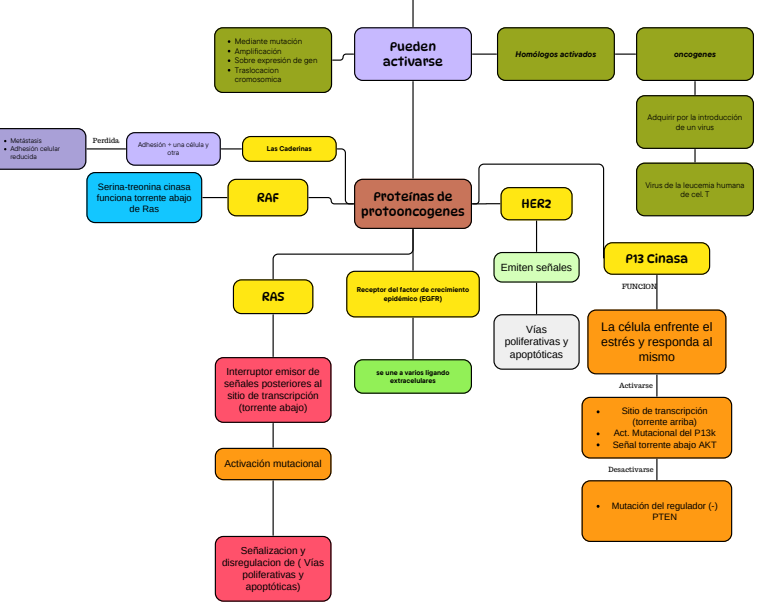 Mediante mutación
Amplificación
Sobre expresión de gen
Traslocacion
cromosomica
Pueden
activarse
Homólogos activados
oncogenes
Adquirir por la introducción
de un virus
Virus de la leucemia humana
de cel. T
Metástasis
Adhesión celular
reducida
Perdida
Adhesión ÷ una célula y
otra
Las Caderinas
Serina-treonina cinasa
funciona torrente abajo
de Ras
RAF
Proteínas de
protooncogenes
HER2
Emiten señales
Vías
poliferativas y
apoptóticas
P13 Cinasa
FUNCION
La célula enfrente el
estrés y responda al
mismo
Activarse
Sitio de transcripción
(torrente arriba)
Act. Mutacional del P13k
Señal torrente abajo AKT
Desactivarse
Mutación del regulador (-)
PTEN
RAS
Interruptor emisor de
señales posteriores al
sitio de transcripción
(torrente abajo)
Activación mutacional
Señalizacion y
disregulacion de ( Vías
poliferativas y
apoptóticas)
Receptor del factor de crecimiento
epidémico (EGFR)
se une a varios ligando
extracelulares